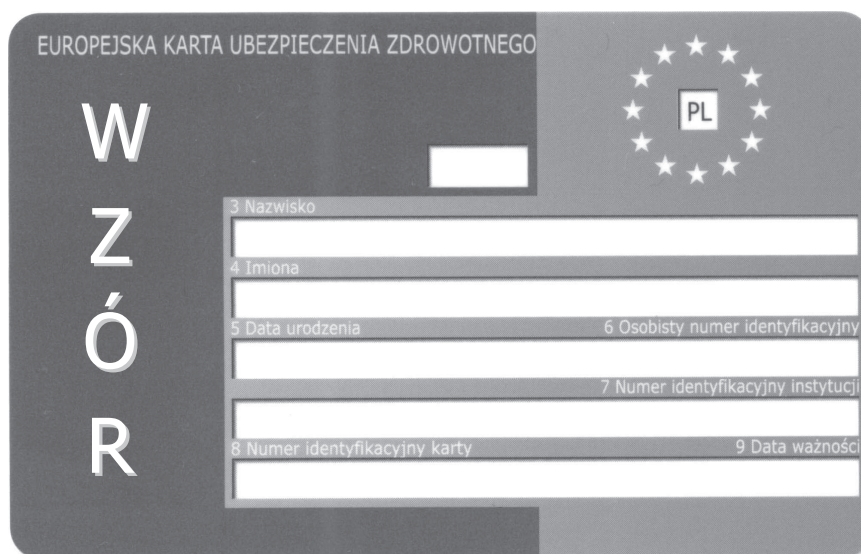 EUROPEJSKA KARTA UBEZPIECZENIA ZDROWOTNEGO
PL
W
Z
Ó
R
3 Nazwisko
4 Imiona
5 Data urodzenia 6 Osobisty numer identyfikacyjny
7 Numer identyfikacyjny instytucji
8 Numer identyfikacyjny karty 9 Data ważności